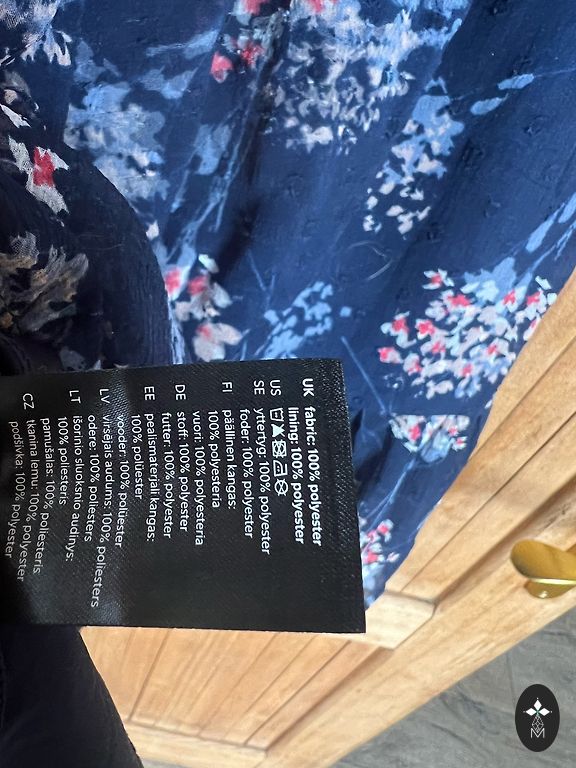 UK fabric: 100% polyester
lining: 100% polyester
US
SE yttertyg: 100% polyester
foder: 100% polyester
FI päällinen kangas:
100% polyesteria
vuori: 100% polyesteria
DE stoff: 100% polyester
futter: 100% polyester
EE pealismaterjali kangas:
100% polüester
vooder: 100% polüester
LV virsējais audums: 100% poliesters
odere: 100% poliesters
LT išorinio sluoksnio audinys:
100% poliesteris
pamušalas: 100% poliesteris
CZ tkanina lemu: 100% polyester
podšívka: 100% polyester
M